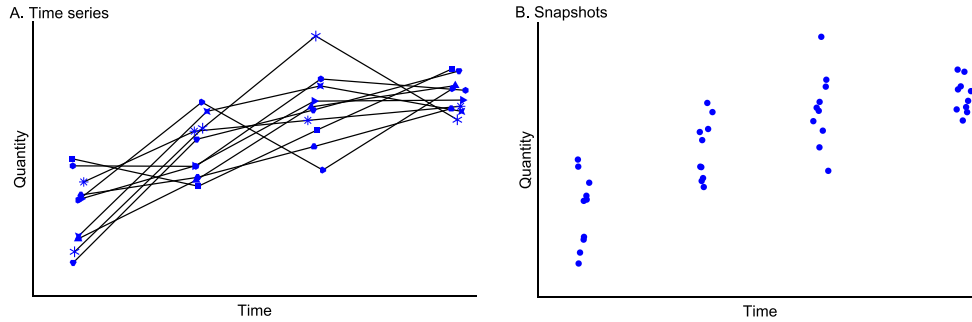 A. Time series
B. Snapshots
Quantity
Quantity
Time
Time